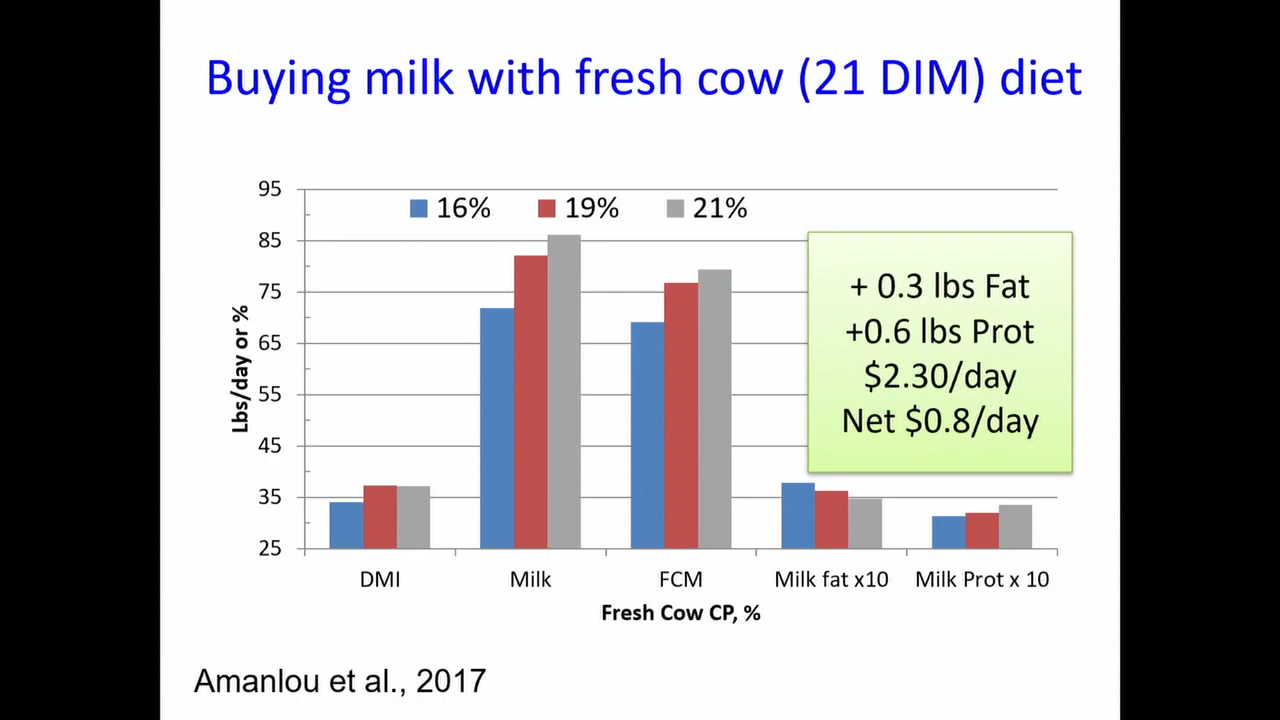 Buying milk with fresh cow (21 DIM) diet
95
85
75
65
55
45
35
25
Lbs/day or %
16% 19% 21%
+ 0.3 lbs Fat
+0.6 lbs Prot
$2.30/day
Net $0.8/day
DMI Milk FCM Milk fat x10 Milk Prot x 10
Fresh Cow CP, %
Amanlou et al., 2017